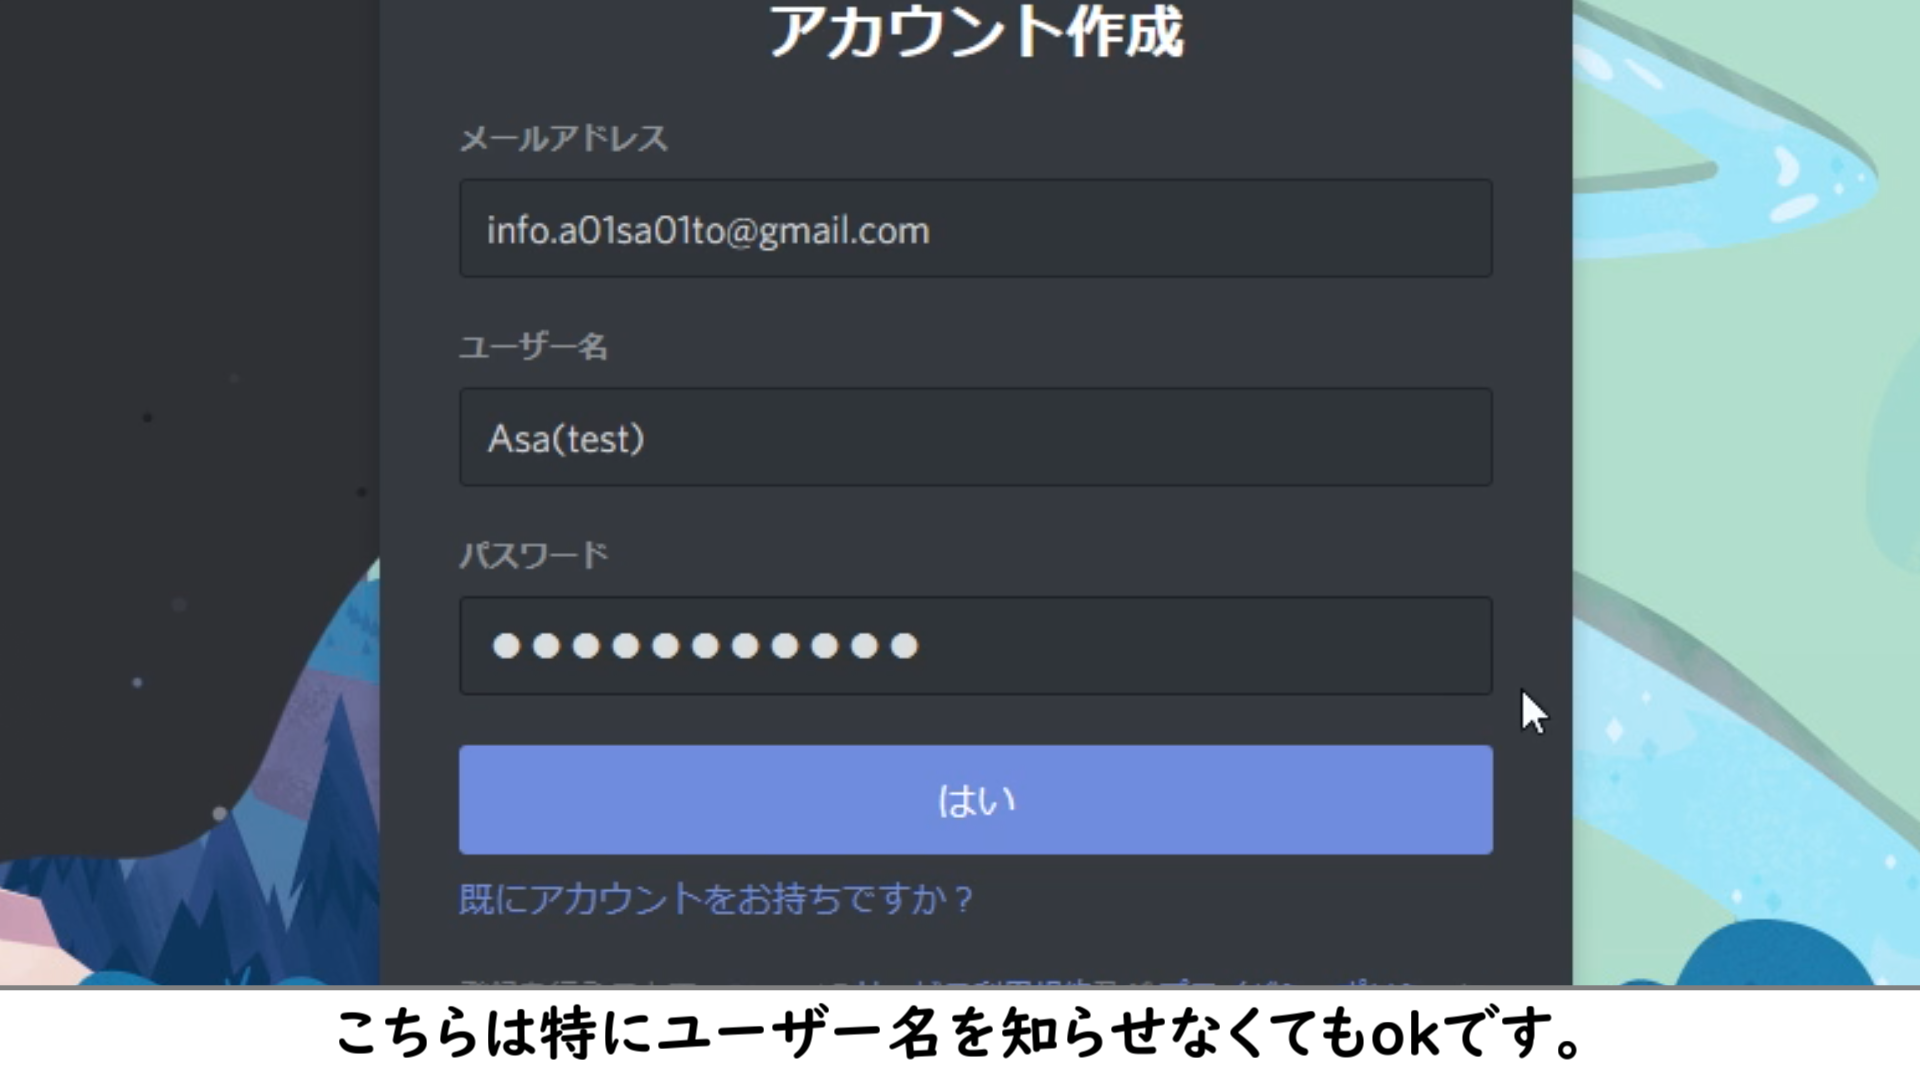 アカウント作成
メールアドレス
info.a01sa01to@gmail.com
ユーザー名
Asa(test)
パスワード
●●●●●●●●●●●
はい
既にアカウントをお持ちですか？
こちらは特にユーザー名を知らせなくてもokです。